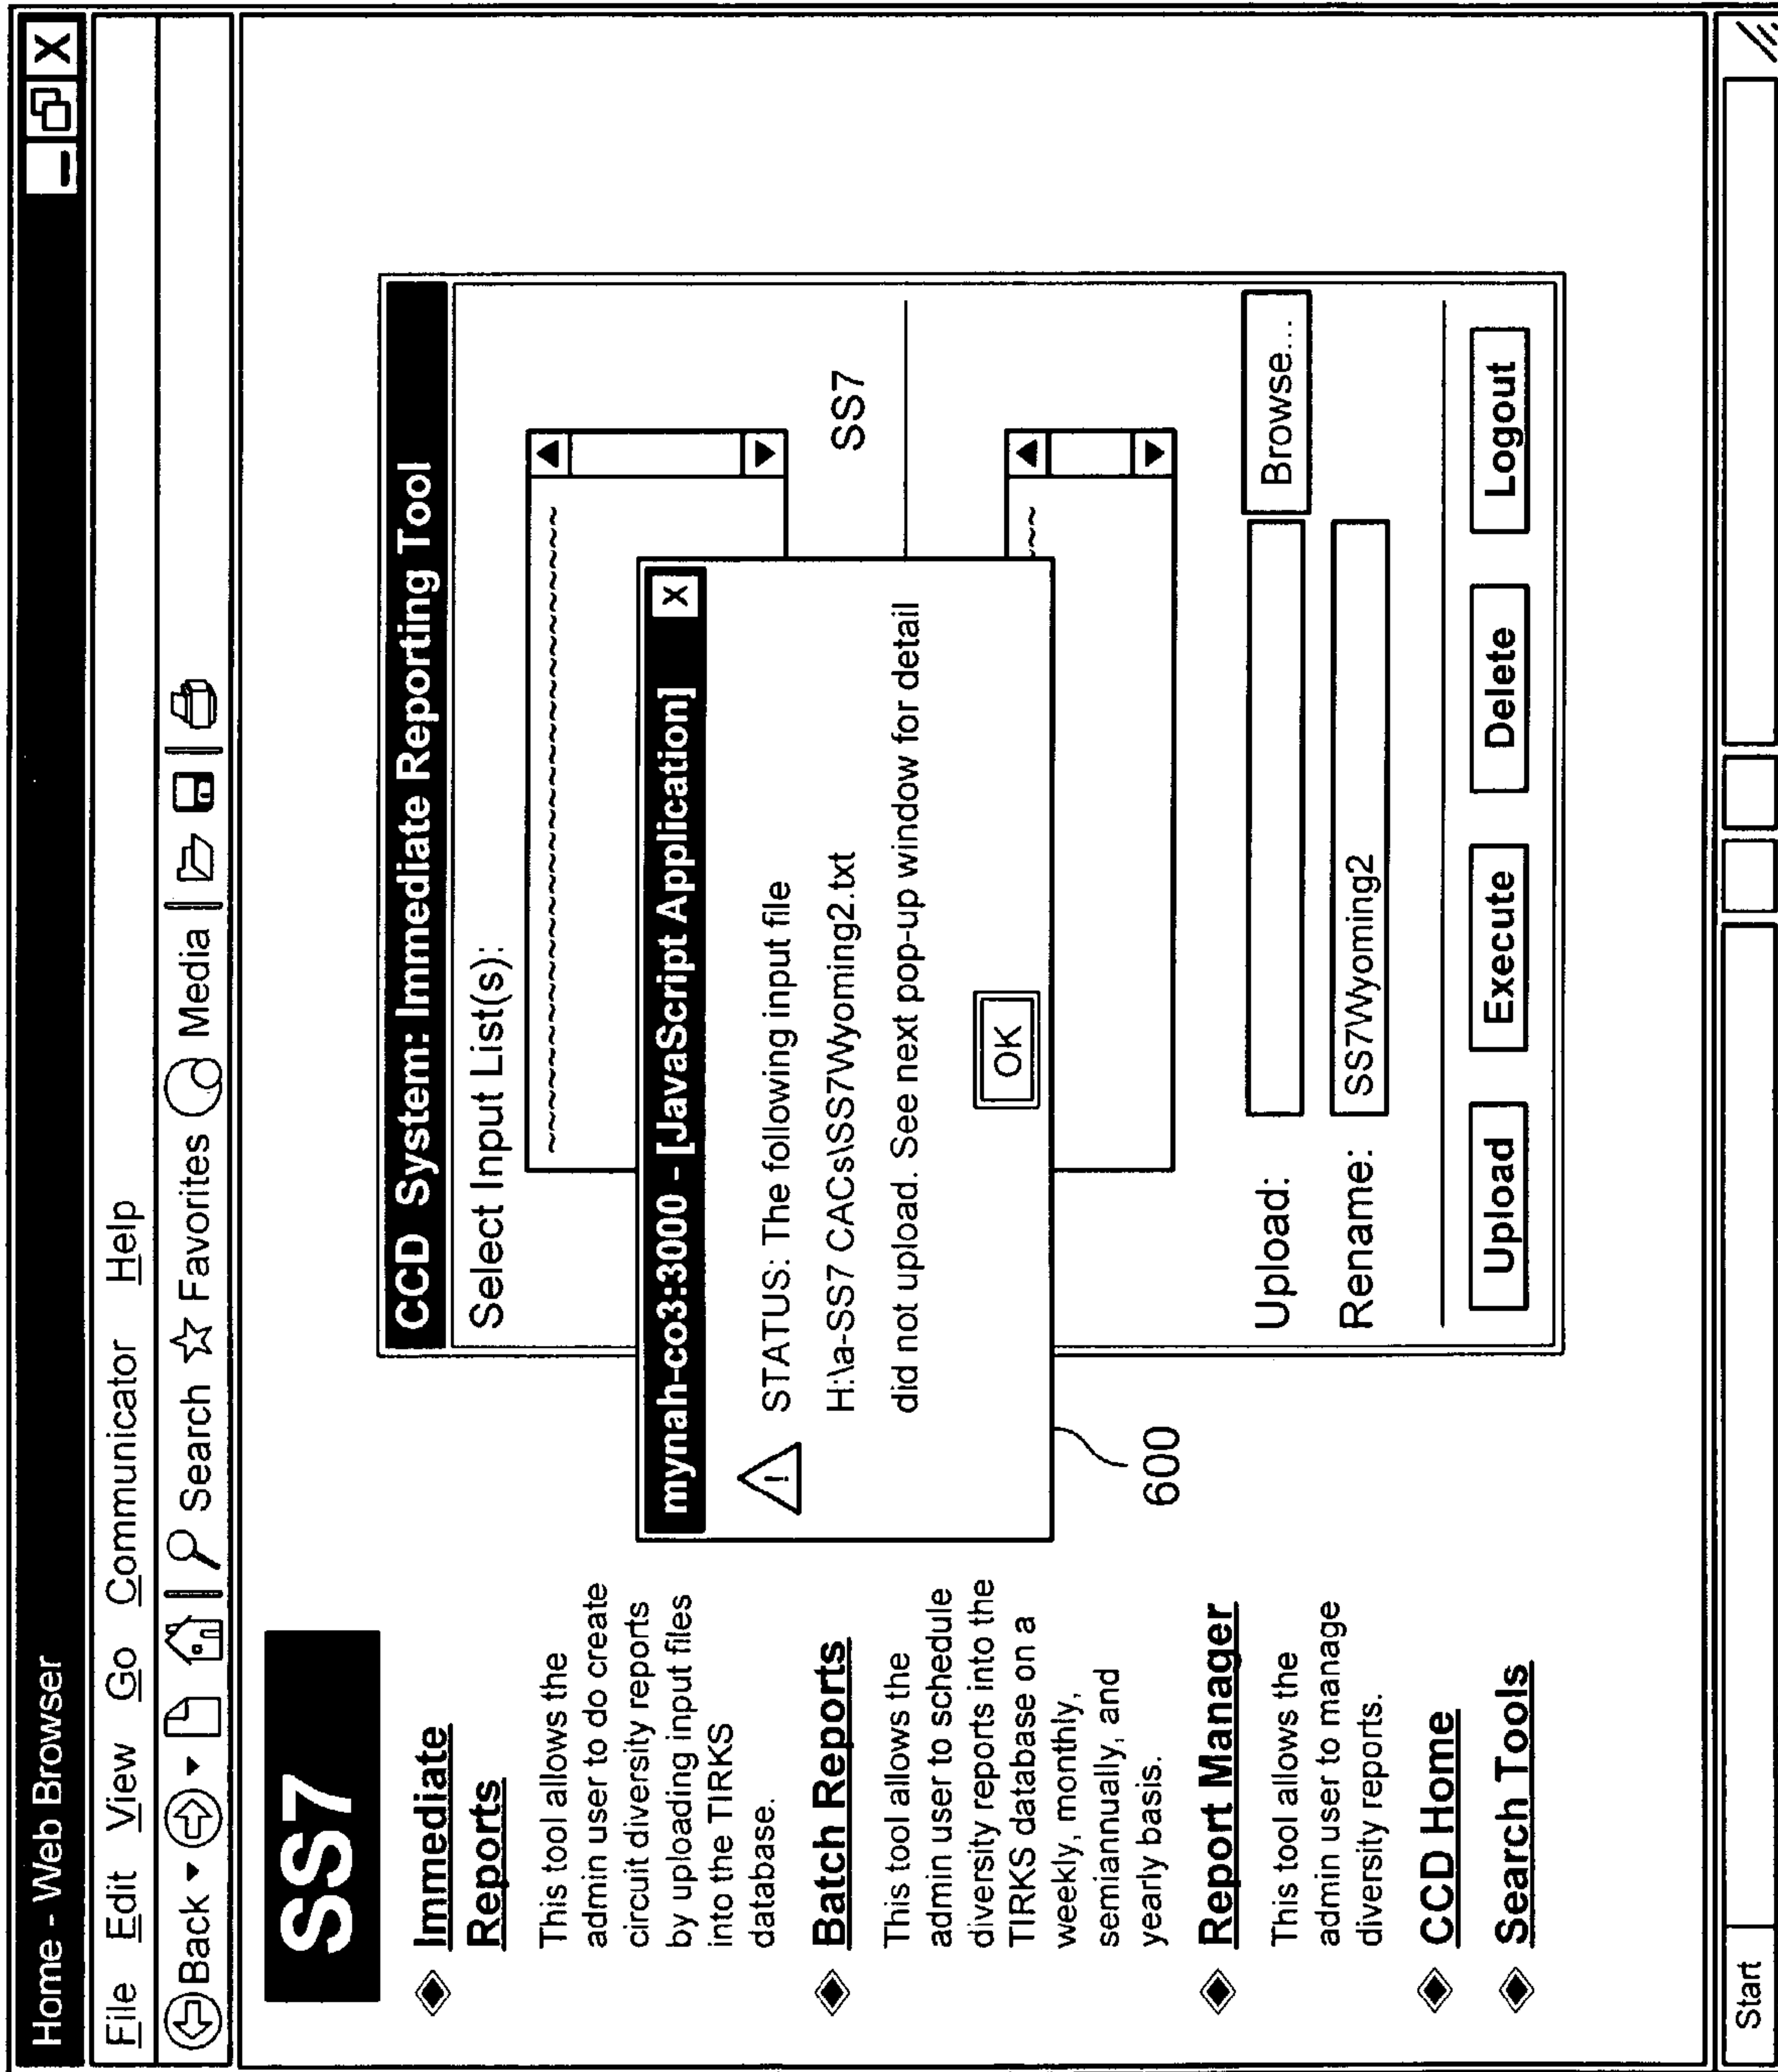 Home - Web Browser
File Edit View Go Communicator Help
Back Search Favorites Media
SS7
Immediate
Reports
This tool allows the
admin user to do create
circuit diversity reports
by uploading input files
into the TIRKS
database.
Batch Reports
This tool allows the
admin user to schedule
diversity reports into the
TIRKS database on a
weekly, monthly,
semiannually, and
yearly basis.
Report Manager
This tool allows the
admin user to manage
diversity reports.
CCD Home
Search Tools
CCD System: Immediate Reporting Tool
Select Input List(s):
SS7
mynah-co3:3000 - [JavaScript Application] X
STATUS: The following input file
H:\a-SS7 CACs\SS7Wyoming2.txt
did not upload. See next pop-up window for detail
OK
600
Upload: Browse...
Rename: SS7Wyoming2
Upload Execute Delete Logout
Start